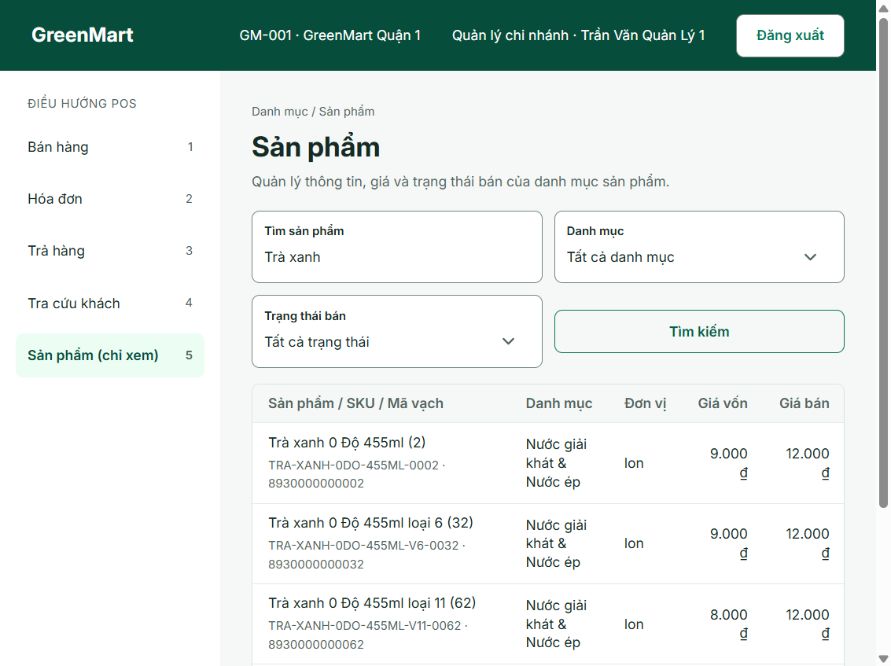 GreenMart
GM-001 · GreenMart Quận 1
Quản lý chi nhánh · Trần Văn Quản Lý 1
Đăng xuất
ĐIỀU HƯỚNG POS
Bán hàng 1
Hóa đơn 2
Trả hàng 3
Tra cứu khách 4
Sản phẩm (chỉ xem) 5
Danh mục / Sản phẩm
Sản phẩm
Quản lý thông tin, giá và trạng thái bán của danh mục sản phẩm.
Tìm sản phẩm
Trà xanh
Danh mục
Tất cả danh mục
Trạng thái bán
Tất cả trạng thái
Tìm kiếm
Sản phẩm / SKU / Mã vạch Danh mục Đơn vị Giá vốn Giá bán
Trà xanh 0 Độ 455ml (2)
TRA-XANH-0DO-455ML-0002 ·
8930000000002
Nước giải
khát &
Nước ép
lon
9.000
₫
12.000
₫
Trà xanh 0 Độ 455ml loại 6 (32)
TRA-XANH-0DO-455ML-V6-0032 ·
8930000000032
Nước giải
khát &
Nước ép
lon
9.000
₫
12.000
₫
Trà xanh 0 Độ 455ml loại 11 (62)
TRA-XANH-0DO-455ML-V11-0062 ·
8930000000062
Nước giải
khát &
Nước ép
lon
8.000
₫
12.000
₫